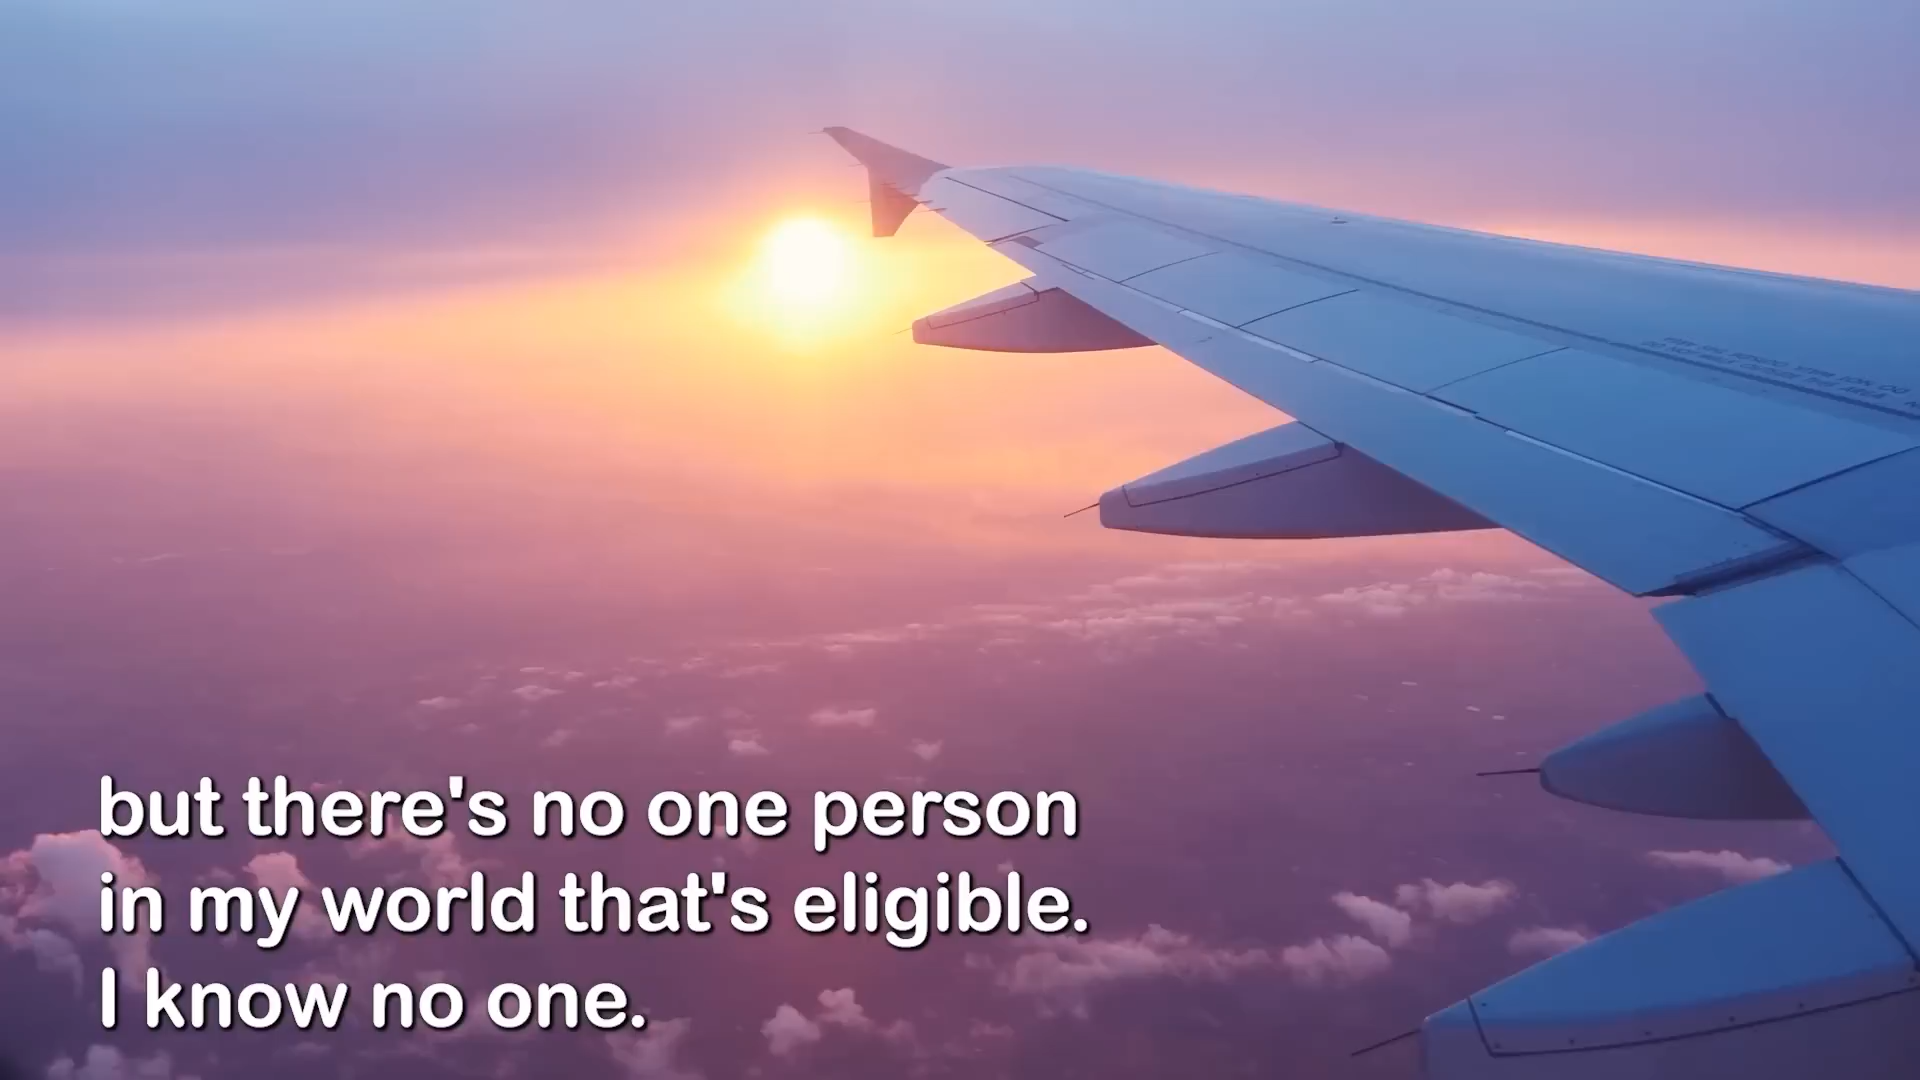 but there's no one person
in my world that's eligible.
I know no one.